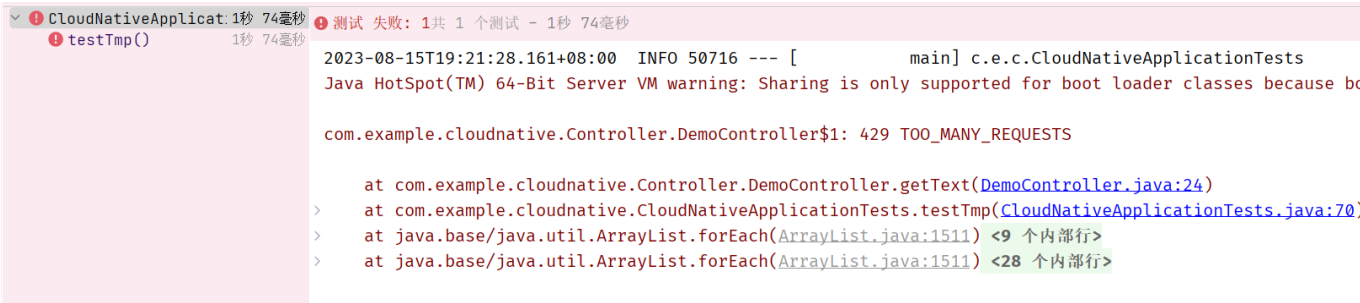 CloudNativeApplicat: 1秒 74毫秒
testTmp() 1秒 74毫秒
测试 失败: 1共 1 个测试 – 1秒 74毫秒
2023-08-15T19:21:28.161+08:00  INFO 50716 --- [           main] c.e.c.CloudNativeApplicationTests
Java HotSpot(TM) 64-Bit Server VM warning: Sharing is only supported for boot loader classes because bo
com.example.cloudnative.Controller.DemoController$1: 429 TOO_MANY_REQUESTS
at com.example.cloudnative.Controller.DemoController.getText(DemoController.java:24)
at com.example.cloudnative.CloudNativeApplicationTests.testTmp(CloudNativeApplicationTests.java:70)
at java.base/java.util.ArrayList.forEach(ArrayList.java:1511) <9 个内部行>
at java.base/java.util.ArrayList.forEach(ArrayList.java:1511) <28 个内部行>